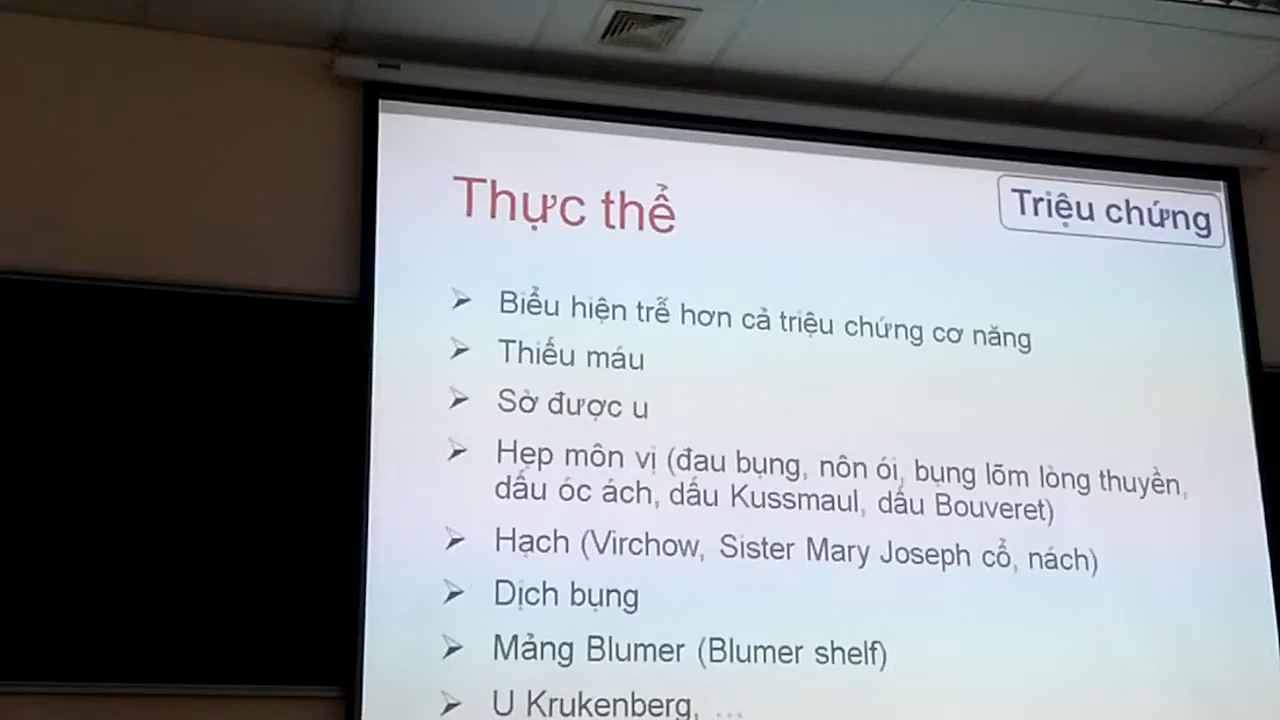 Thực thể
Triệu chứng
Biểu hiện trễ hơn cả triệu chứng cơ năng
Thiếu máu
Sờ được u
Hẹp môn vị (đau bụng, nôn ói, bụng lõm lòng thuyền,
dấu óc ách, dấu Kussmaul, dấu Bouveret)
Hạch (Virchow, Sister Mary Joseph cổ, nách)
Dịch bụng
Mảng Blumer (Blumer shelf)
U Krukenberg, ...